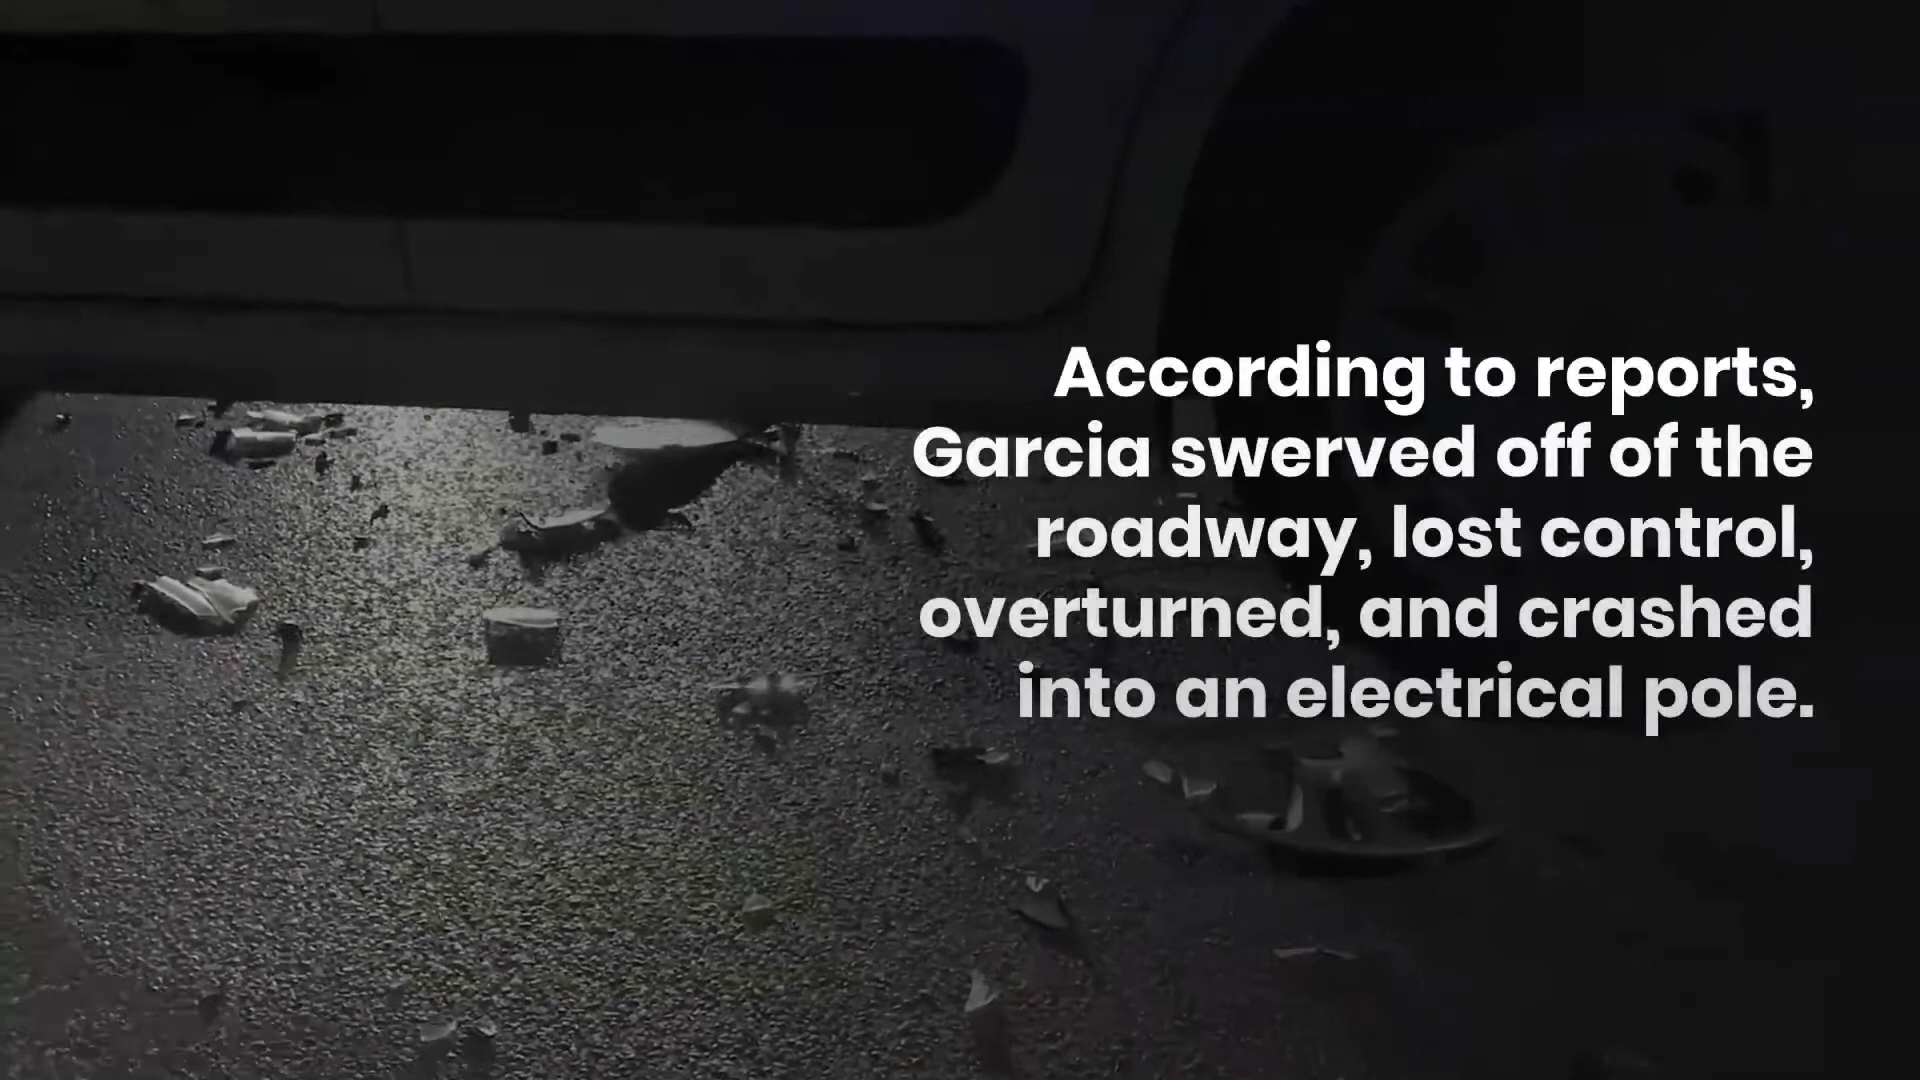 According to reports,
Garcia swerved off of the
roadway, lost control,
overturned, and crashed
into an electrical pole.